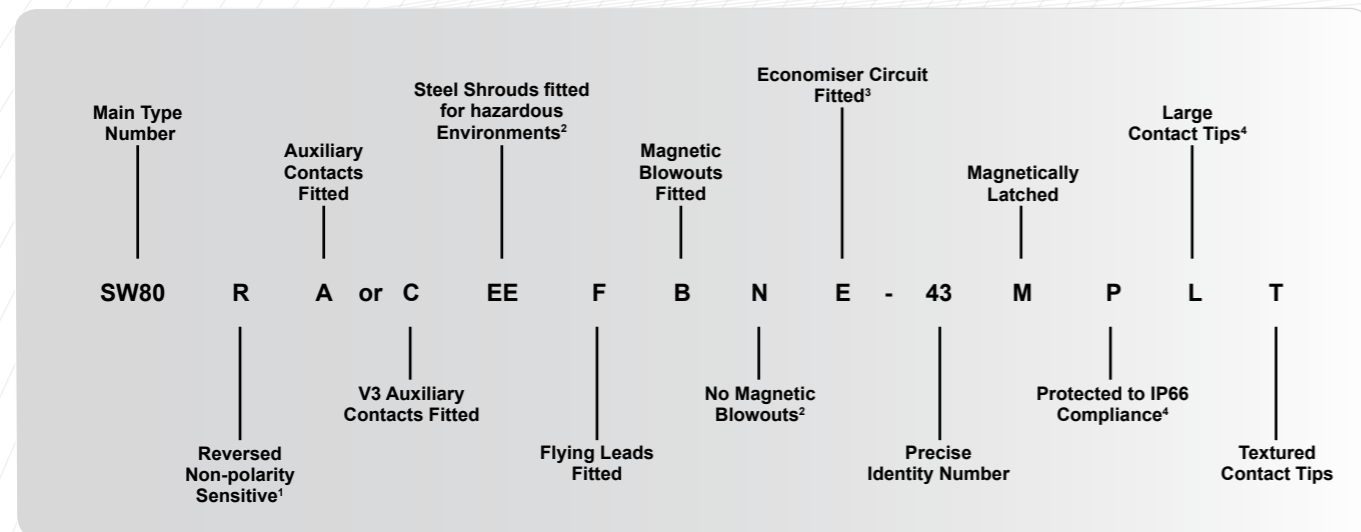 Main Type
Number
Auxiliary
Contacts
Fitted
Steel Shrouds fitted
for hazardous
Environments²
Magnetic
Blowouts
Fitted
Economiser Circuit
Fitted³
Magnetically
Latched
Large
Contact Tips⁴
SW80 R A or C EE F B N E - 43 M P L T
Reversed
Non-polarity
Sensitive¹
V3 Auxiliary
Contacts Fitted
Flying Leads
Fitted
No Magnetic
Blowouts²
Precise
Identity Number
Protected to IP66
Compliance⁴
Textured
Contact Tips